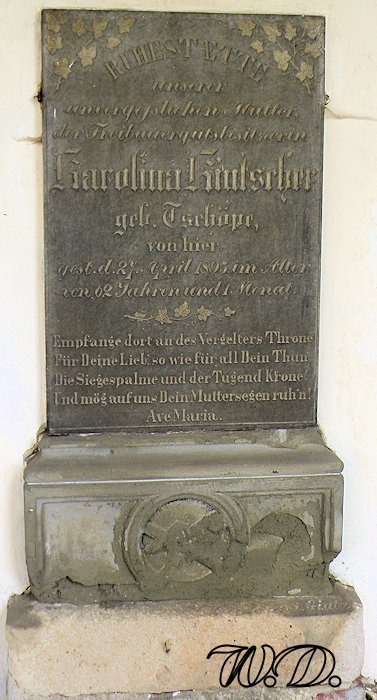 RUHESTÆTTE
unserer
unvergesslichen Mutter,
der Freibauergutsbesitzerin
Karolina
geb. Tschöpe,
von hier,
gest. d. 27. April 1895, im Alter
von 62 Jahren und 1. Monat.
Empfange dort an des Vergelters Throne
Für Deine Lieb, so wie für all Dein Thun
Die Siegespalme und der Tugend Krone!
Und mög auf uns Dein Muttersegen ruh'n!
Ave Maria.
W.D.